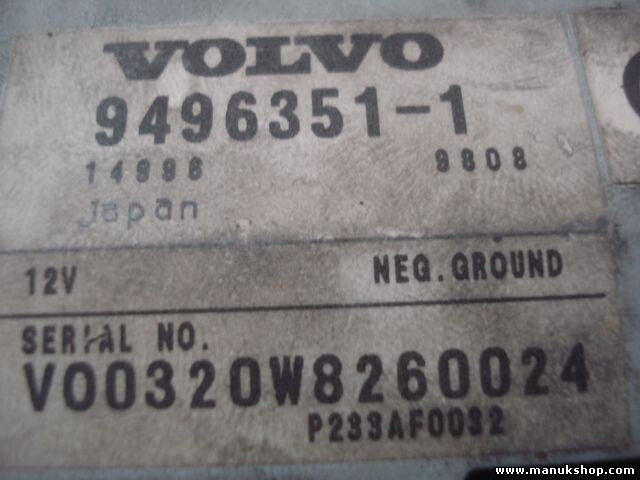 VOLVO
9496351-1
14998 9808
Japan
12V NEG. GROUND
SERIAL NO.
V00320W8260024
P233AF0032
www.manukshop.com